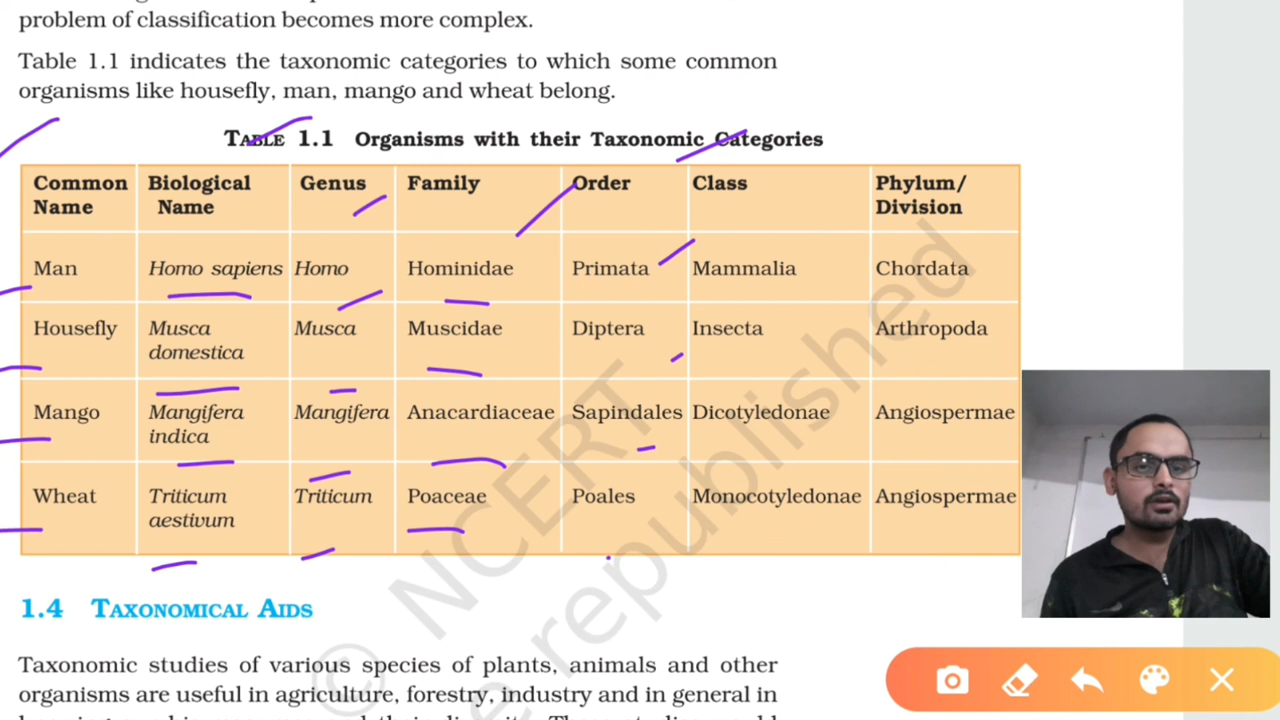 problem of classification becomes more complex.
Table 1.1 indicates the taxonomic categories to which some common
organisms like housefly, man, mango and wheat belong.
TABLE 1.1 Organisms with their Taxonomic Categories
Common Name Biological Name Genus Family Order Class Phylum/ Division
Man Homo sapiens Homo Hominidae Primata Mammalia Chordata
Housefly Musca domestica Musca Muscidae Diptera Insecta Arthropoda
Mango Mangifera indica Mangifera Anacardiaceae Sapindales Dicotyledonae Angiospermae
Wheat Triticum aestivum Triticum Poaceae Poales Monocotyledonae Angiospermae
1.4 TAXONOMICAL AIDS
Taxonomic studies of various species of plants, animals and other
organisms are useful in agriculture, forestry, industry and in general in
© NCERT
republished